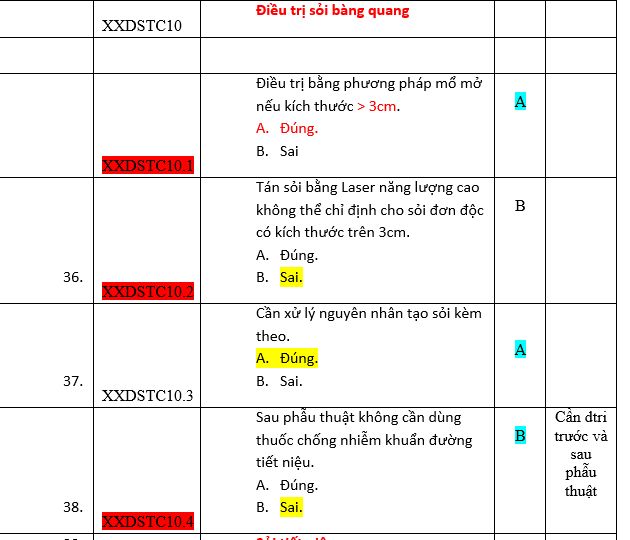 XXDSTC10
Điều trị sỏi bàng quang
XXDSTC10.1
Điều trị bằng phương pháp mổ mở
nếu kích thước > 3cm.
A. Đúng.
B. Sai
A
36.
XXDSTC10.2
Tán sỏi bằng Laser năng lượng cao
không thể chỉ định cho sỏi đơn độc
có kích thước trên 3cm.
A. Đúng.
B. Sai.
B
37.
XXDSTC10.3
Cần xử lý nguyên nhân tạo sỏi kèm
theo.
A. Đúng.
B. Sai.
A
38.
XXDSTC10.4
Sau phẫu thuật không cần dùng
thuốc chống nhiễm khuẩn đường
tiết niệu.
A. Đúng.
B. Sai.
B
Cần đtri
trước và
sau
phẫu
thuật